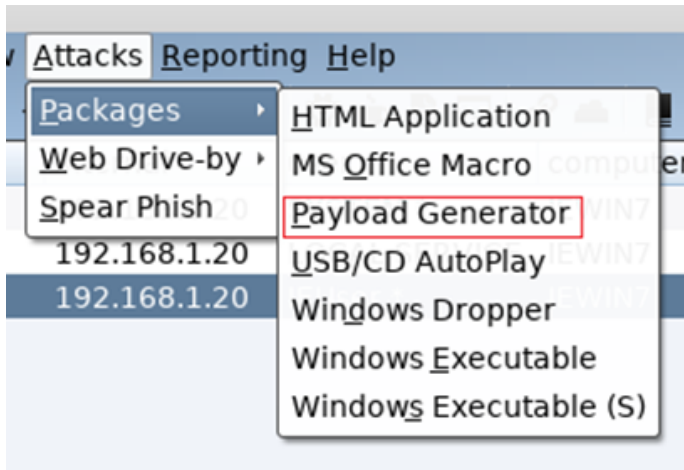 Attacks Reporting Help
Packages
Web Drive-by
Spear Phish
HTML Application
MS Office Macro
Payload Generator
USB/CD AutoPlay
Windows Dropper
Windows Executable
Windows Executable (S)
192.168.1.20
192.168.1.20